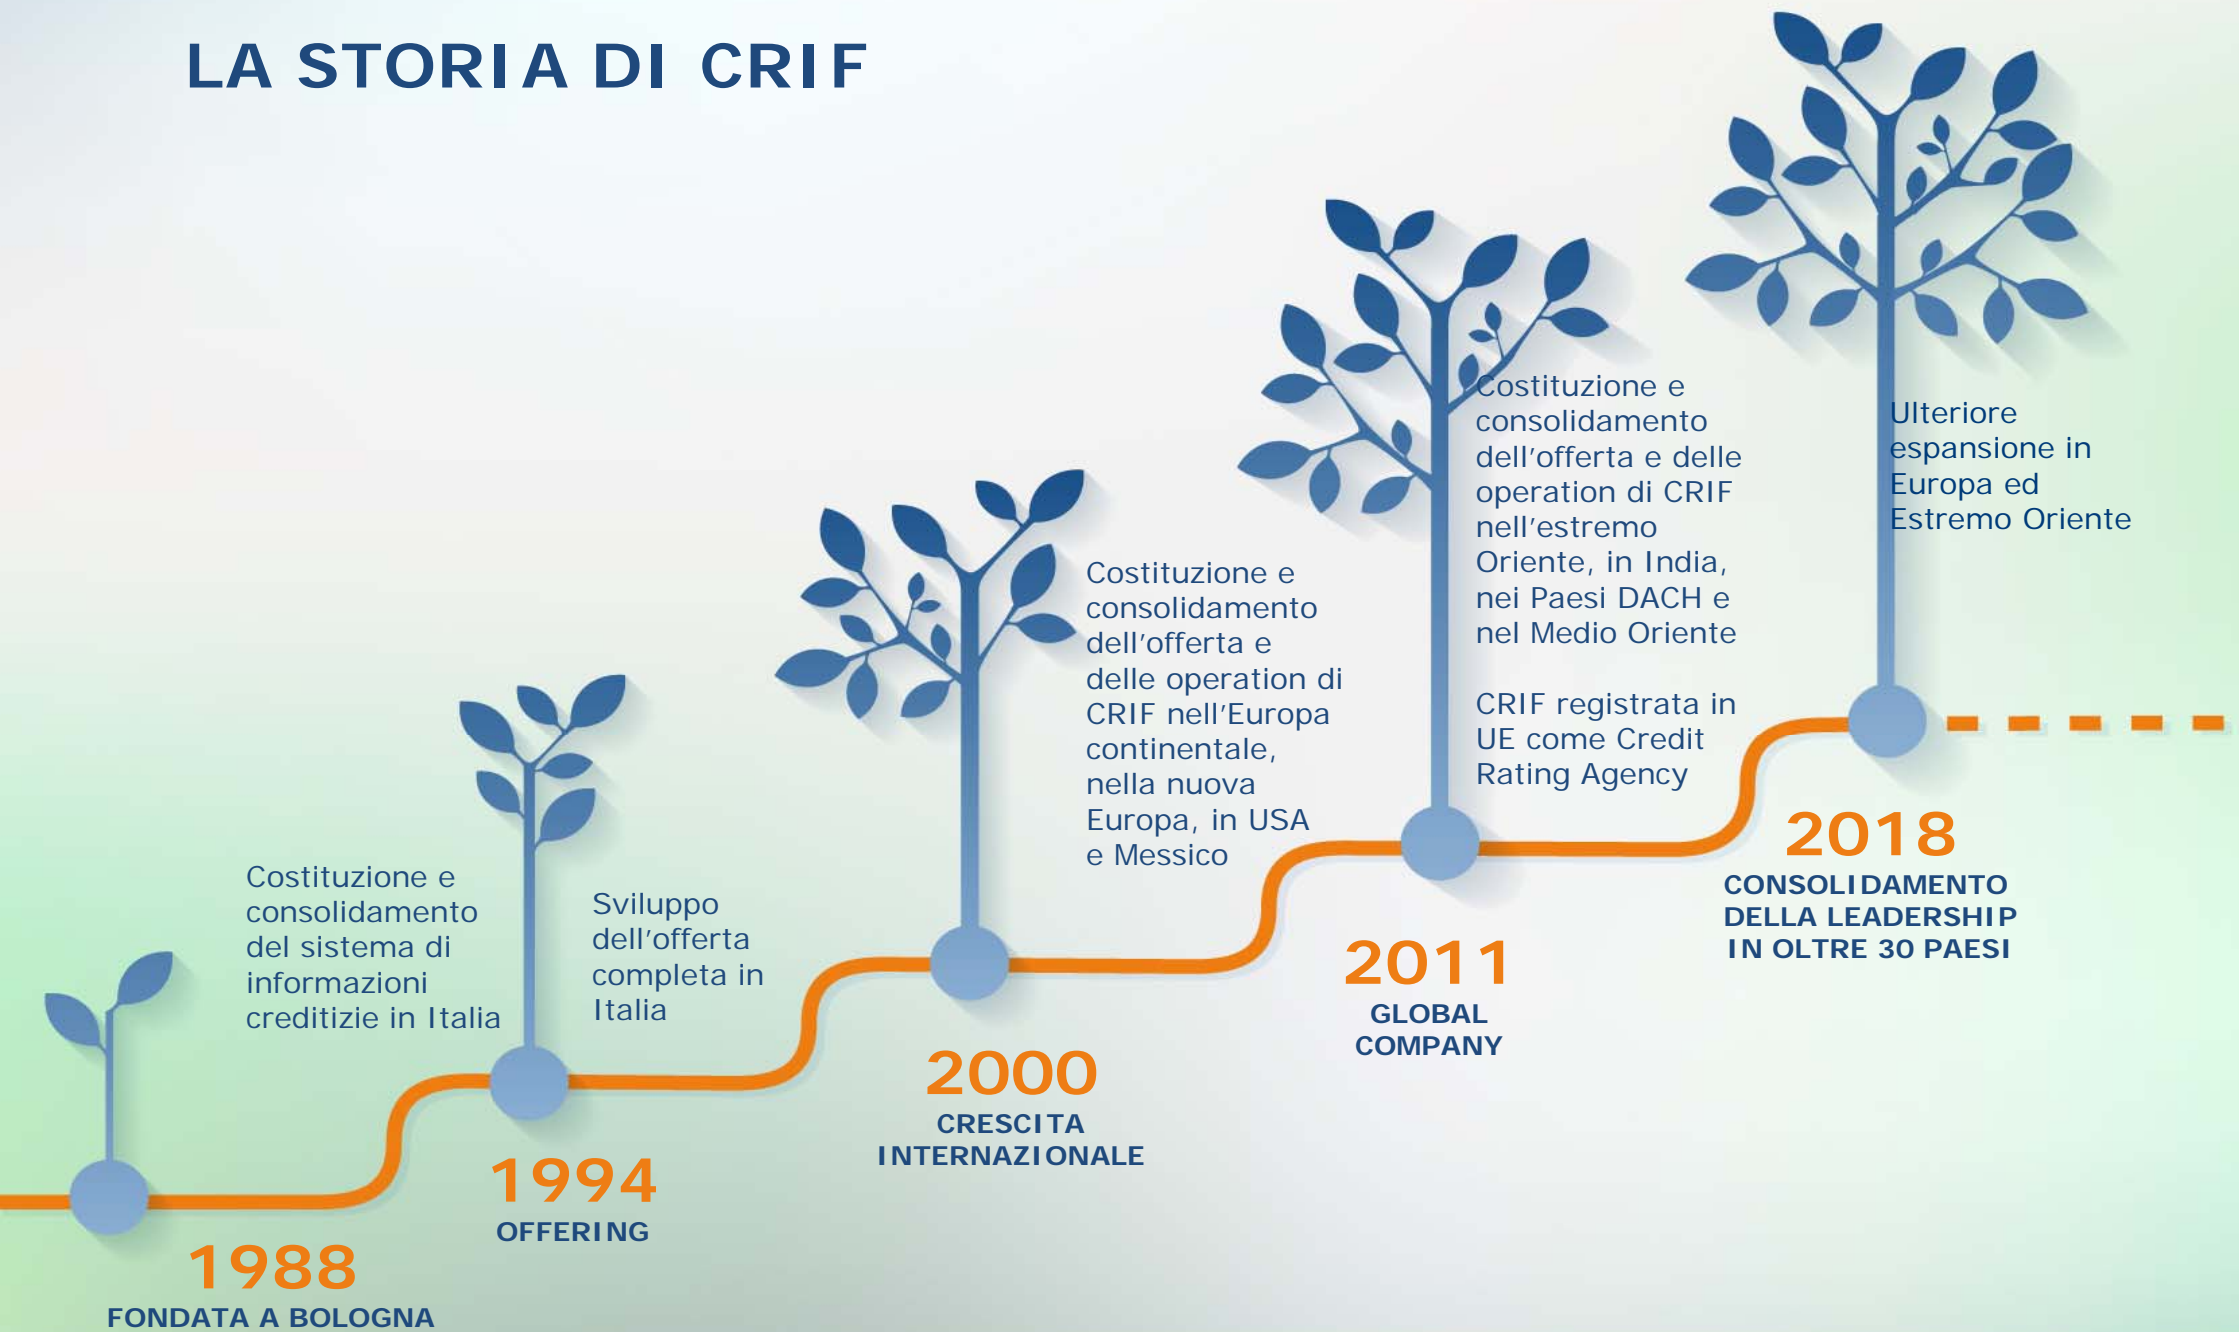 LA STORIA DI CRIF
Costituzione e
consolidamento
del sistema di
informazioni
creditizie in Italia
1988
FONDATA A BOLOGNA
Sviluppo
dell'offerta
completa in
Italia
1994
OFFERING
Costituzione e
consolidamento
dell'offerta e
delle operation di
CRIF nell'Europa
continentale,
nella nuova
Europa, in USA
e Messico
2000
CRESCITA
INTERNAZIONALE
Costituzione e
consolidamento
dell'offerta e delle
operation di CRIF
nell'estremo
Oriente, in India,
nei Paesi DACH e
nel Medio Oriente
CRIF registrata in
UE come Credit
Rating Agency
2011
GLOBAL
COMPANY
Ulteriore
espansione in
Europa ed
Estremo Oriente
2018
CONSOLIDAMENTO
DELLA LEADERSHIP
IN OLTRE 30 PAESI